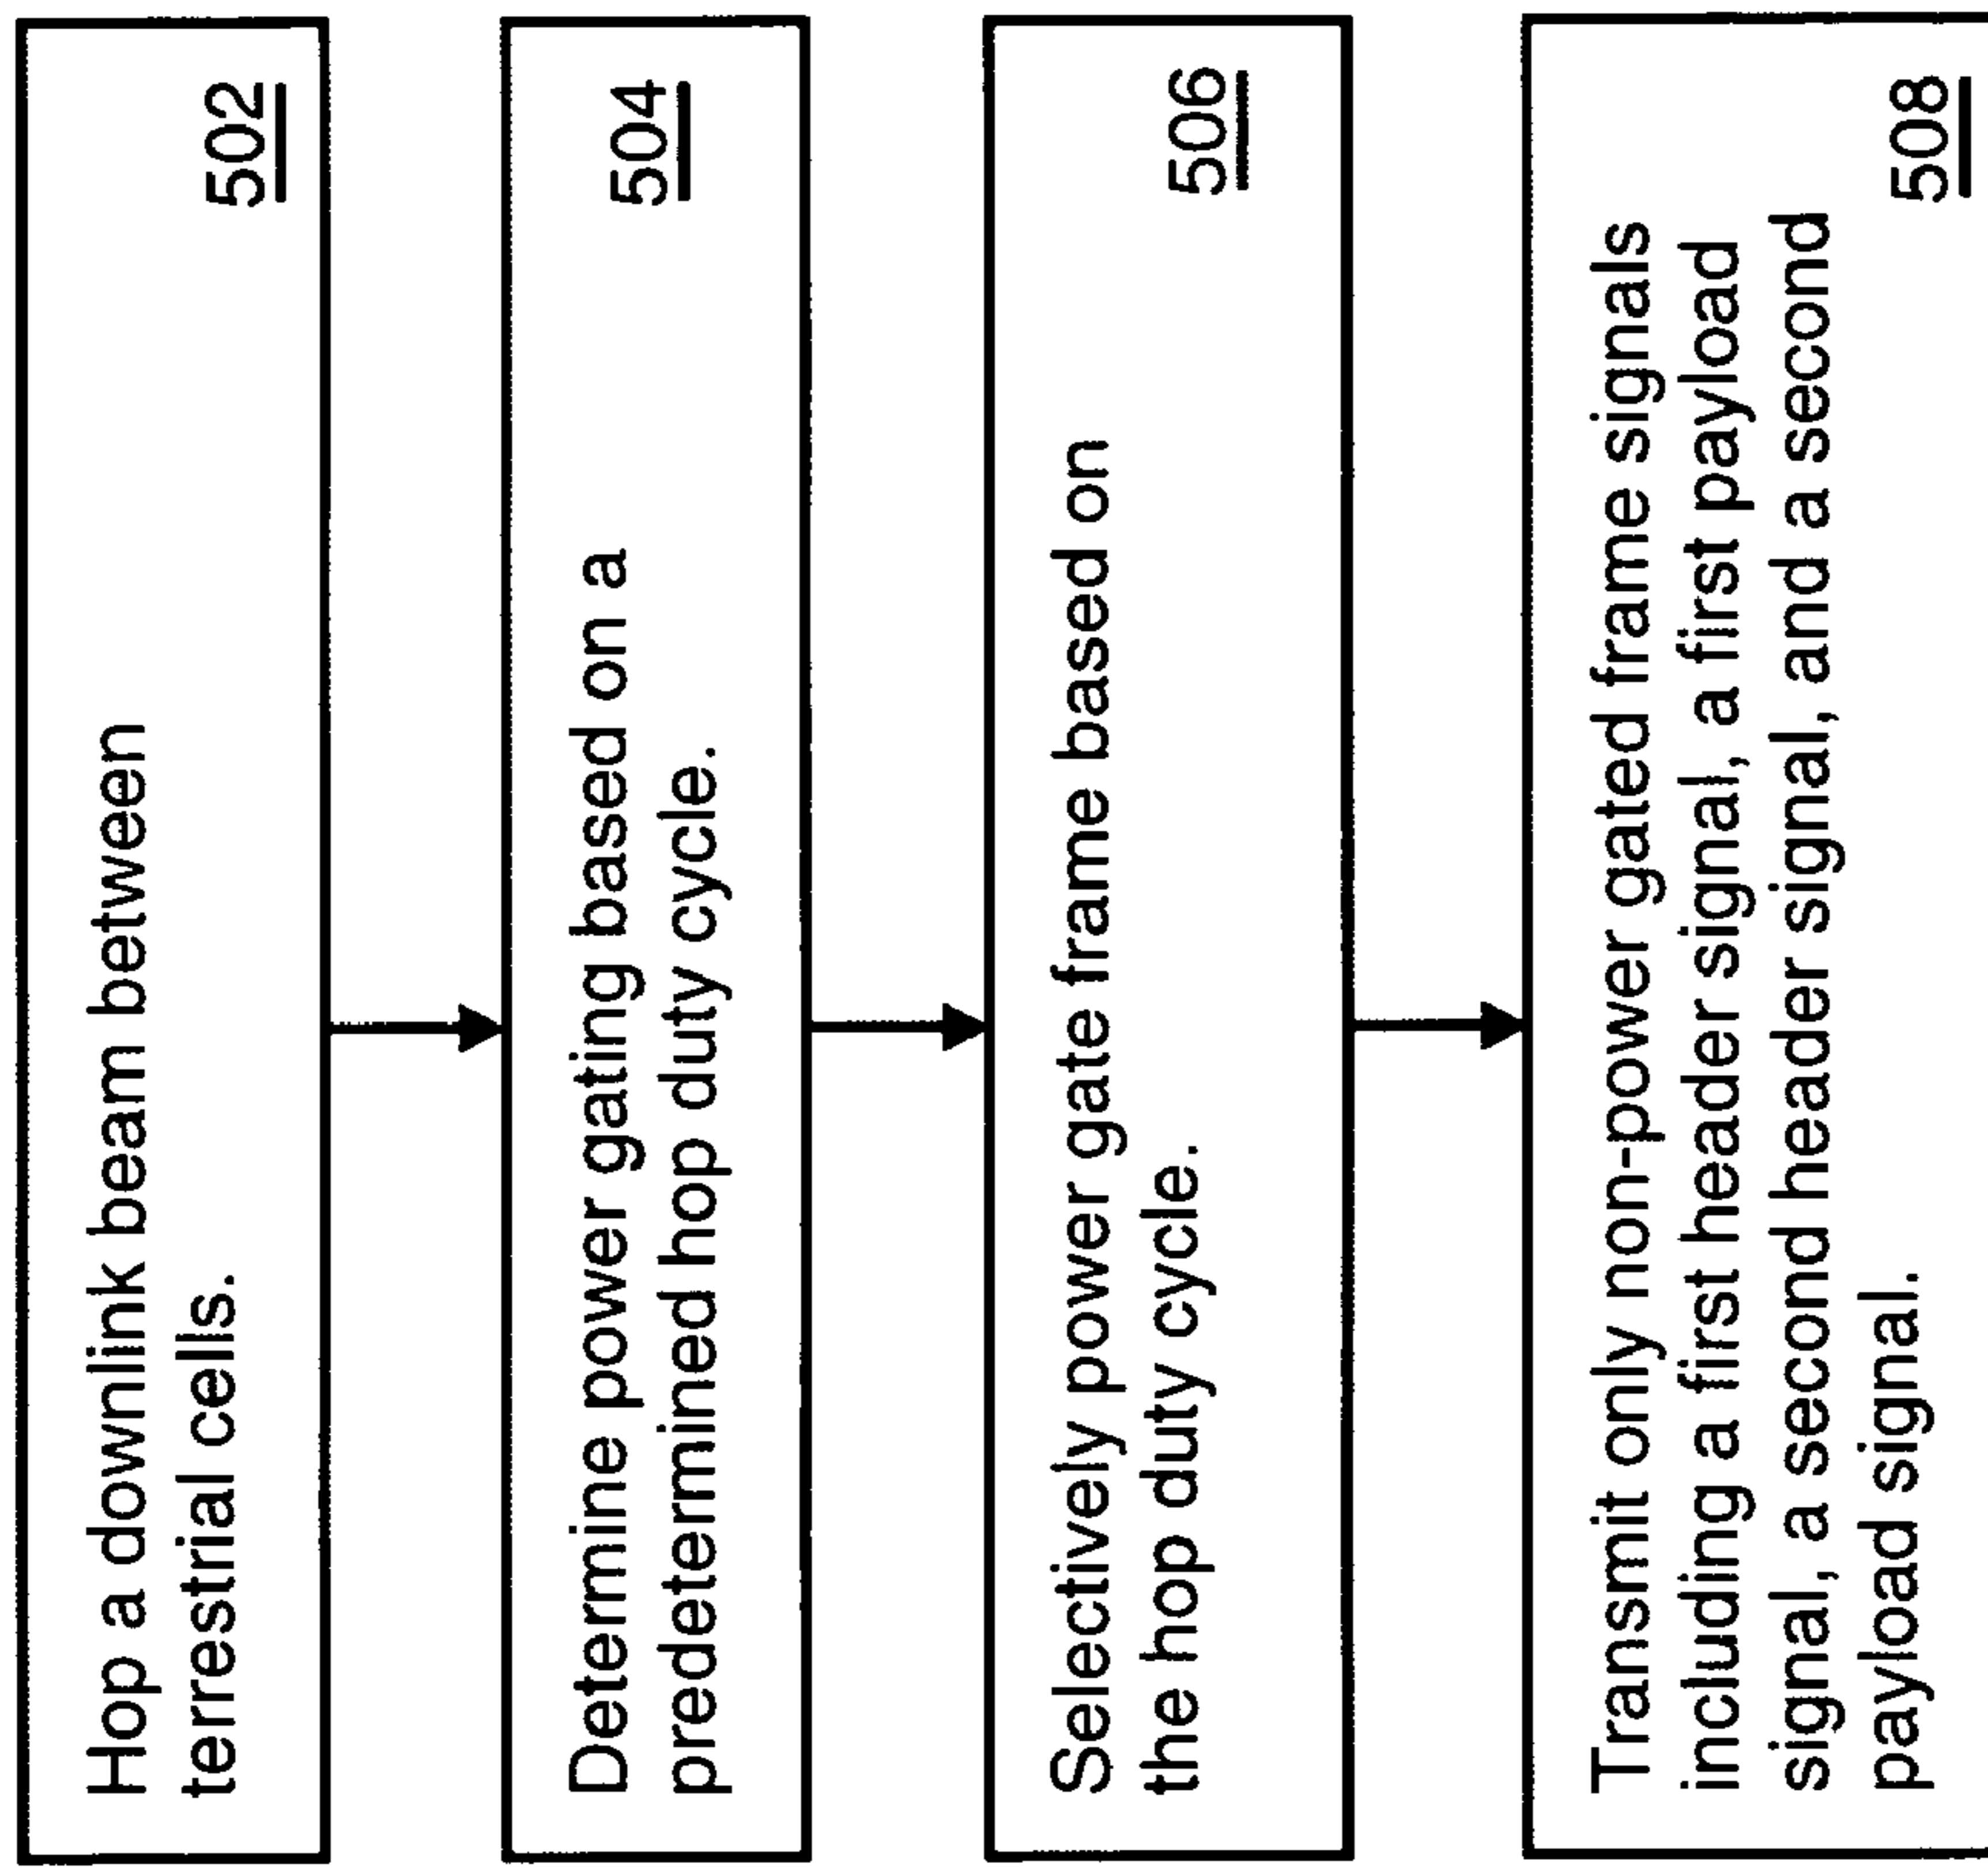 Hop a downlink beam between
terrestrial cells.
502
Determine power gating based on a
predetermined hop duty cycle.
504
Selectively power gate frame based on
the hop duty cycle.
506
Transmit only non-power gated frame signals
including a first header signal, a first payload
signal, a second header signal, and a second
payload signal.
508